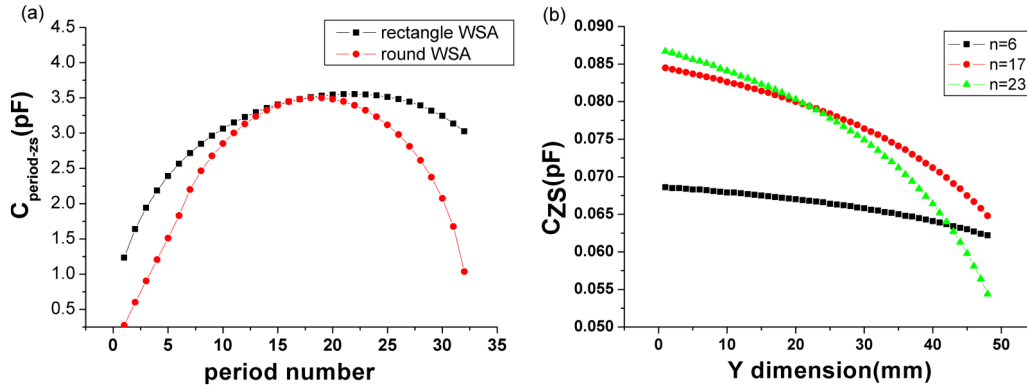 (a)
4.5
4.0
3.5
3.0
2.5
2.0
1.5
1.0
0.5
C_period-zs(pF)
rectangle WSA
round WSA
0 5 10 15 20 25 30 35
period number
(b)
0.090
0.085
0.080
0.075
0.070
0.065
0.060
0.055
0.050
C_ZS(pF)
n=6
n=17
n=23
0 10 20 30 40 50
Y dimension(mm)